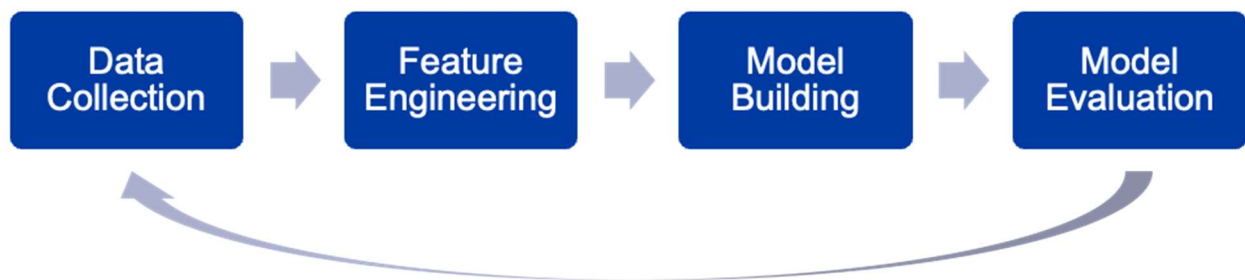 Data
Collection
Feature
Engineering
Model
Building
Model
Evaluation